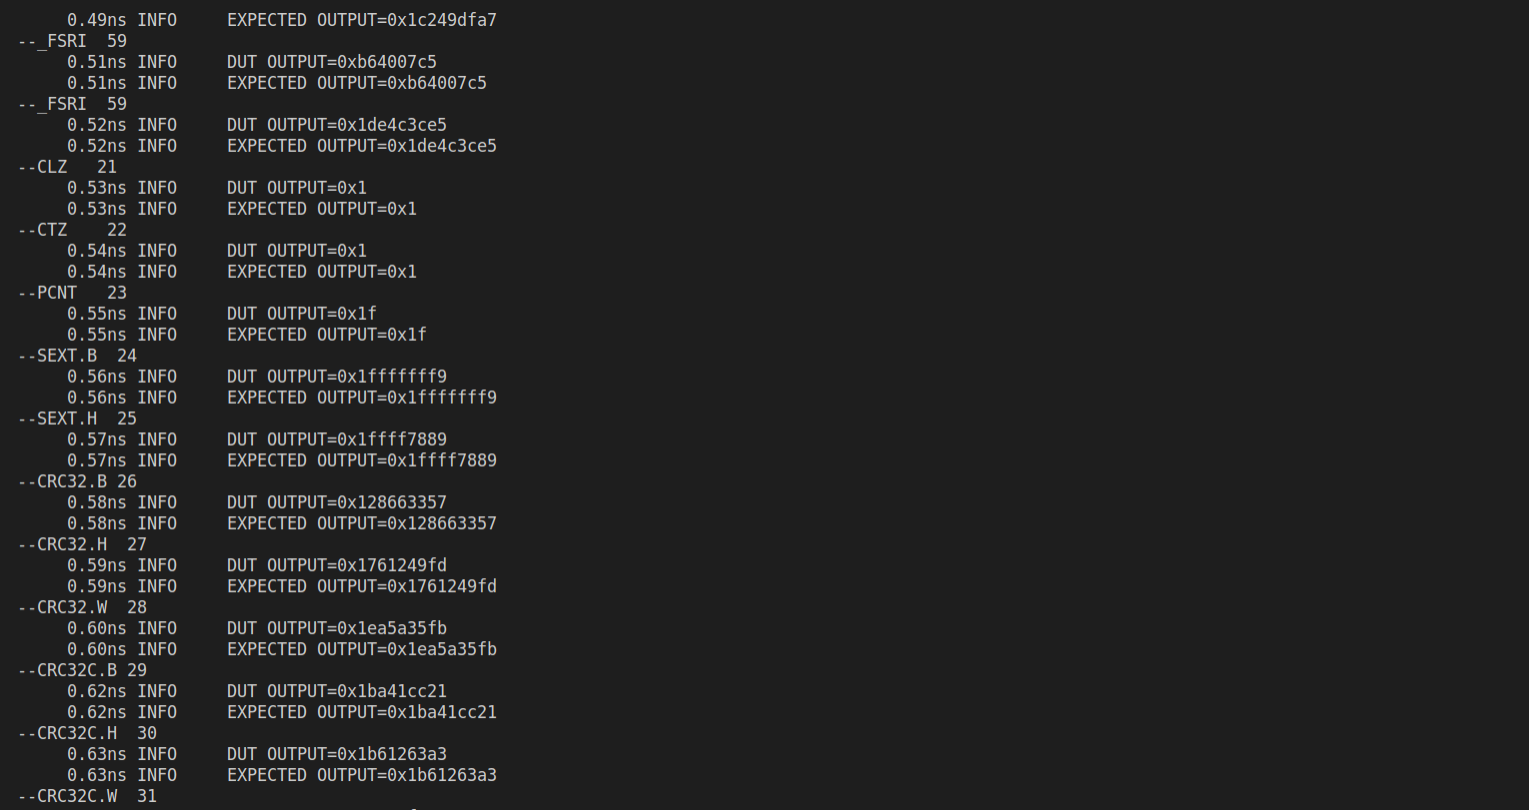 0.49ns INFO     EXPECTED OUTPUT=0x1c249dfa7
--_FSRI  59
0.51ns INFO     DUT OUTPUT=0xb64007c5
0.51ns INFO     EXPECTED OUTPUT=0xb64007c5
--_FSRI  59
0.52ns INFO     DUT OUTPUT=0x1de4c3ce5
0.52ns INFO     EXPECTED OUTPUT=0x1de4c3ce5
--CLZ   21
0.53ns INFO     DUT OUTPUT=0x1
0.53ns INFO     EXPECTED OUTPUT=0x1
--CTZ    22
0.54ns INFO     DUT OUTPUT=0x1
0.54ns INFO     EXPECTED OUTPUT=0x1
--PCNT   23
0.55ns INFO     DUT OUTPUT=0x1f
0.55ns INFO     EXPECTED OUTPUT=0x1f
--SEXT.B  24
0.56ns INFO     DUT OUTPUT=0x1fffffff9
0.56ns INFO     EXPECTED OUTPUT=0x1fffffff9
--SEXT.H  25
0.57ns INFO     DUT OUTPUT=0x1ffff7889
0.57ns INFO     EXPECTED OUTPUT=0x1ffff7889
--CRC32.B 26
0.58ns INFO     DUT OUTPUT=0x128663357
0.58ns INFO     EXPECTED OUTPUT=0x128663357
--CRC32.H  27
0.59ns INFO     DUT OUTPUT=0x1761249fd
0.59ns INFO     EXPECTED OUTPUT=0x1761249fd
--CRC32.W  28
0.60ns INFO     DUT OUTPUT=0x1ea5a35fb
0.60ns INFO     EXPECTED OUTPUT=0x1ea5a35fb
--CRC32C.B 29
0.62ns INFO     DUT OUTPUT=0x1ba41cc21
0.62ns INFO     EXPECTED OUTPUT=0x1ba41cc21
--CRC32C.H  30
0.63ns INFO     DUT OUTPUT=0x1b61263a3
0.63ns INFO     EXPECTED OUTPUT=0x1b61263a3
--CRC32C.W  31